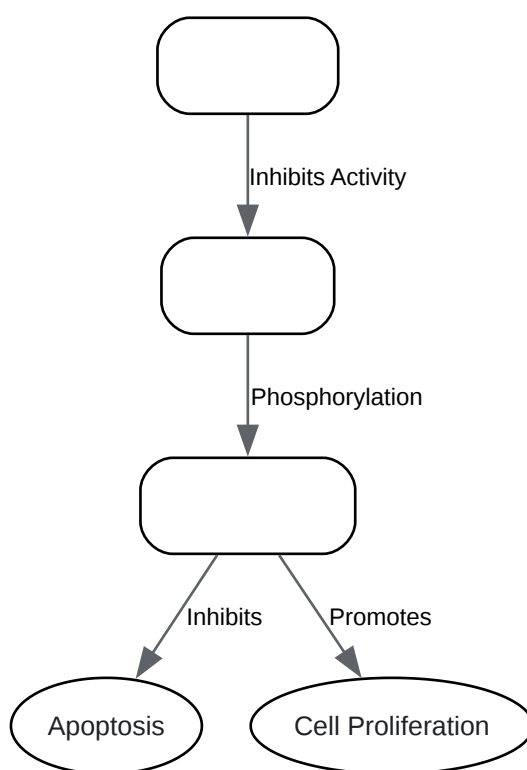 Inhibits Activity
Phosphorylation
Inhibits
Promotes
Apoptosis
Cell Proliferation